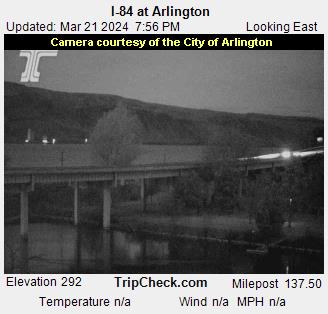 I-84 at Arlington
Updated: Mar 21 2024 7:56 PM Looking East
Camera courtesy of the City of Arlington
Elevation 292 TripCheck.com Milepost 137.50
Temperature n/a Wind n/a MPH n/a